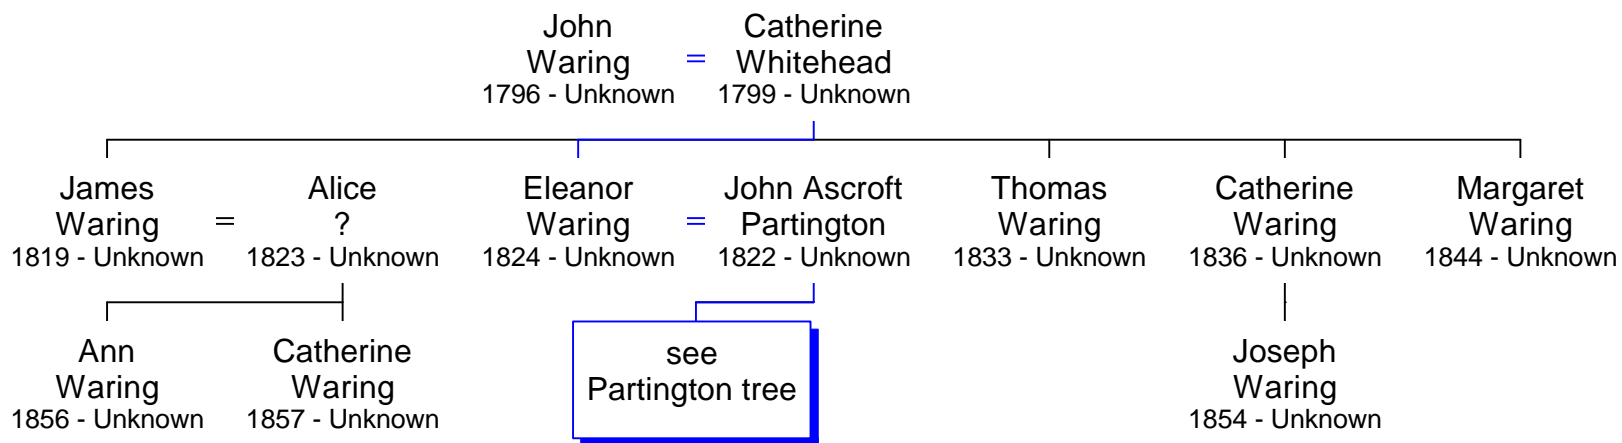 John
Waring
1796 - Unknown
=
Catherine
Whitehead
1799 - Unknown
James
Waring
1819 - Unknown
=
Alice
?
1823 - Unknown
Eleanor
Waring
1824 - Unknown
=
John Ascroft
Partington
1822 - Unknown
Thomas
Waring
1833 - Unknown
Catherine
Waring
1836 - Unknown
Margaret
Waring
1844 - Unknown
Ann
Waring
1856 - Unknown
Catherine
Waring
1857 - Unknown
see
Partington tree
Joseph
Waring
1854 - Unknown